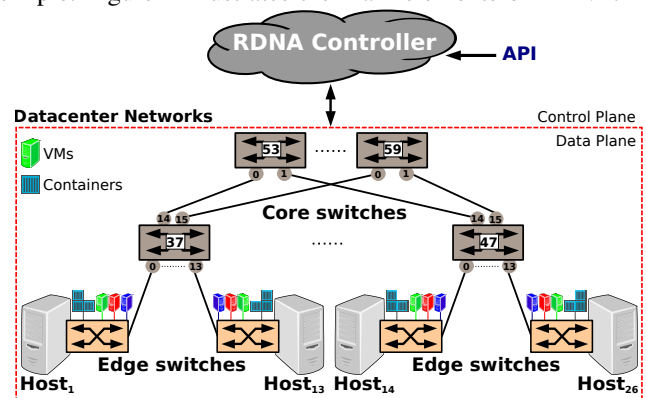 RDNA Controller
API
Datacenter Networks
Control Plane
Data Plane
VMs
Containers
53 ...... 59
0 1 0 1
Core switches
14 15 14 15
37 ...... 47
0 ......... 13 0 ......... 13
Edge switches Edge switches
Host1 Host13 Host14 Host26